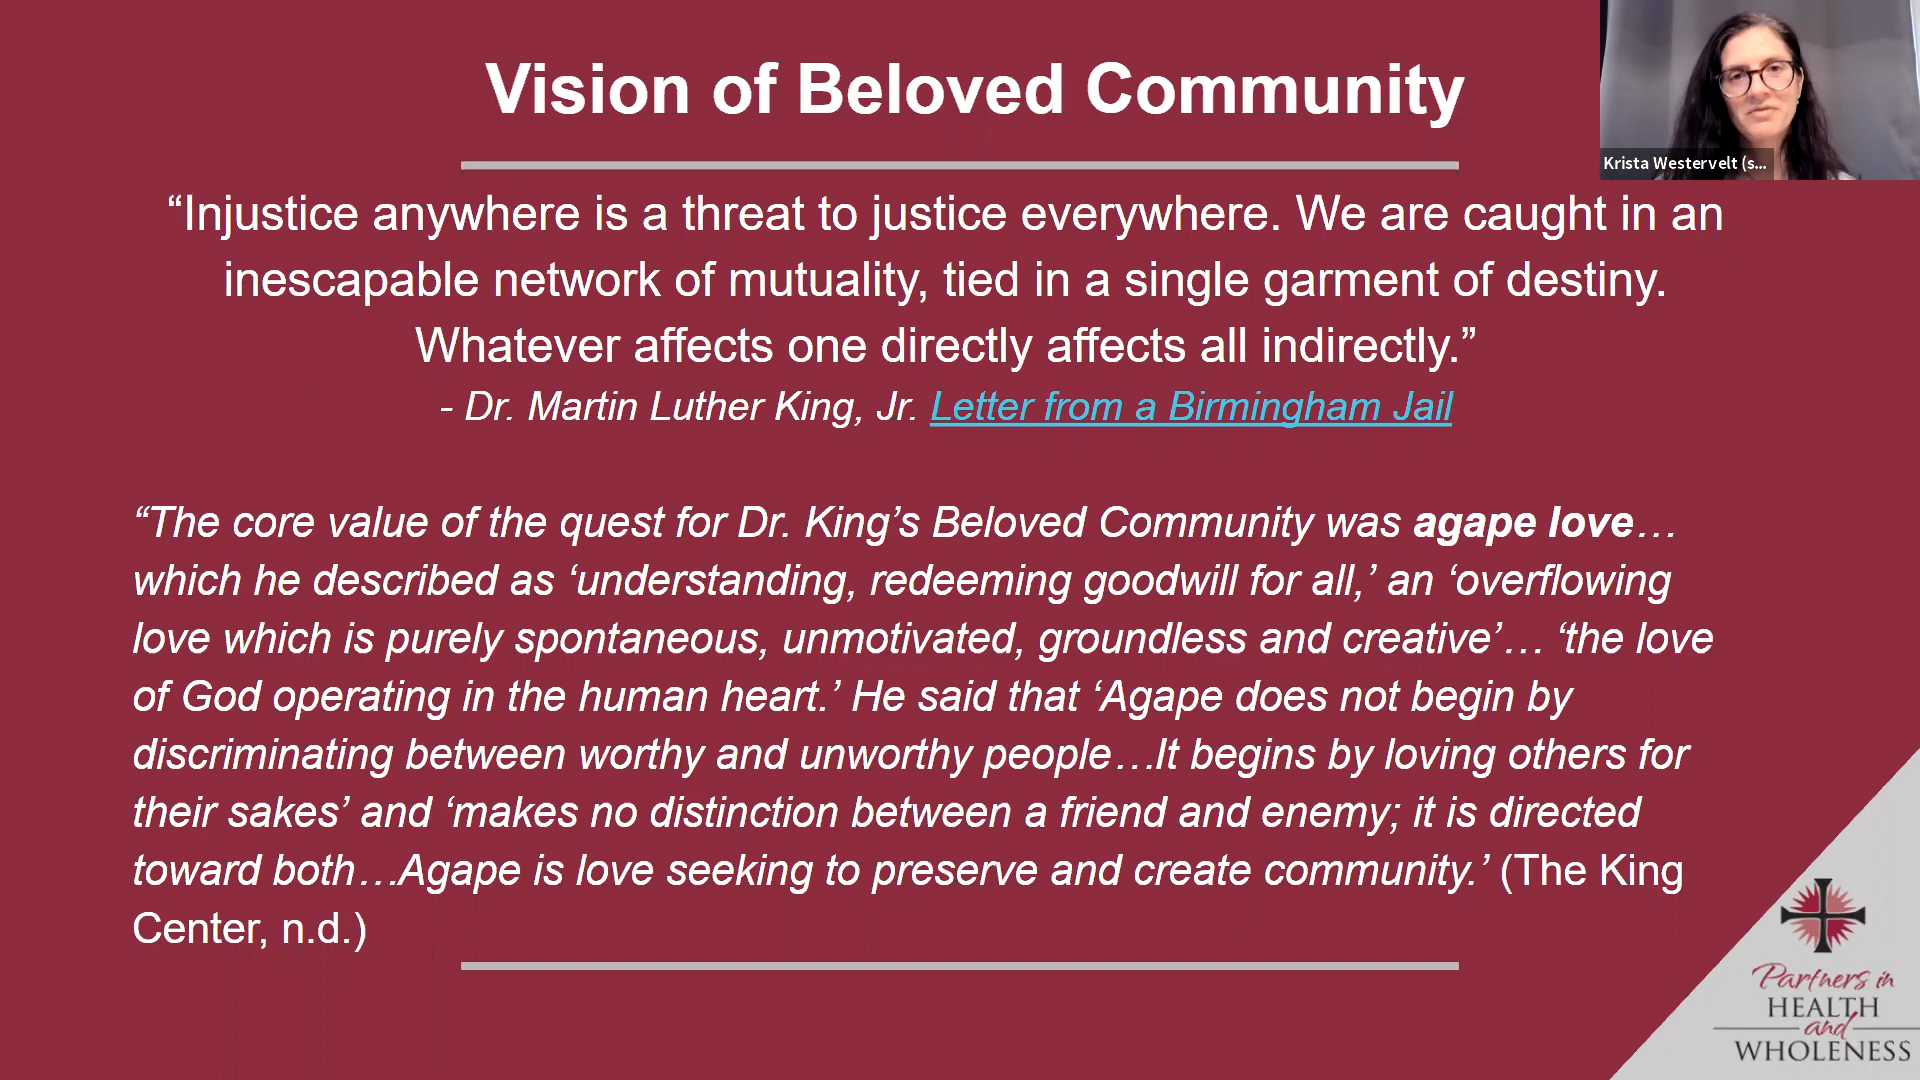 Vision of Beloved Community
Krista Westervelt (s...
“Injustice anywhere is a threat to justice everywhere. We are caught in an
inescapable network of mutuality, tied in a single garment of destiny.
Whatever affects one directly affects all indirectly.”
- Dr. Martin Luther King, Jr. Letter from a Birmingham Jail
“The core value of the quest for Dr. King’s Beloved Community was agape love…
which he described as ‘understanding, redeeming goodwill for all,’ an ‘overflowing
love which is purely spontaneous, unmotivated, groundless and creative’… ‘the love
of God operating in the human heart.’ He said that ‘Agape does not begin by
discriminating between worthy and unworthy people…It begins by loving others for
their sakes’ and ‘makes no distinction between a friend and enemy; it is directed
toward both…Agape is love seeking to preserve and create community.’ (The King
Center, n.d.)
Partners in
HEALTH
and
WHOLENESS